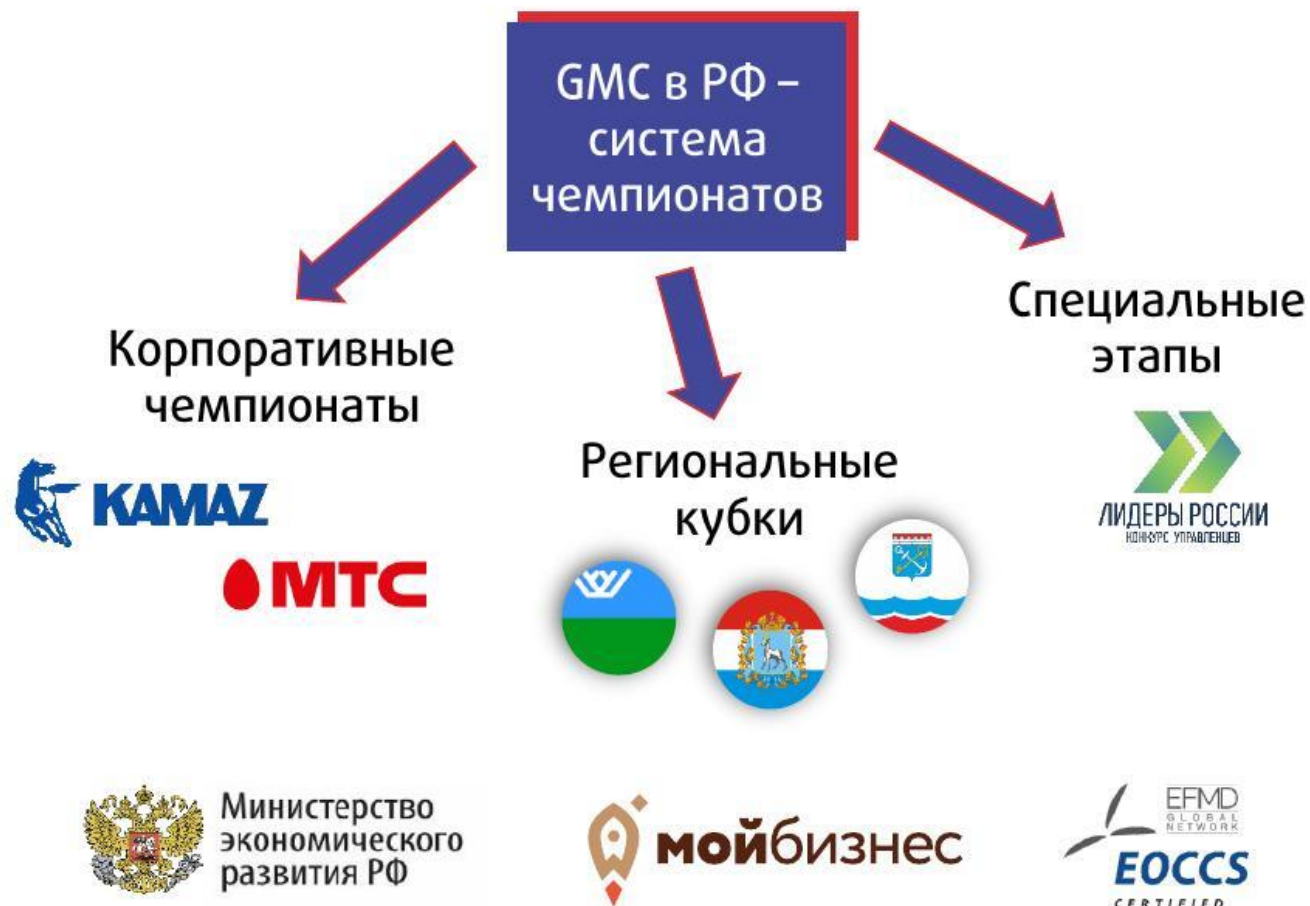 GMC в РФ –
система
чемпионатов
Корпоративные
чемпионаты
KAMAZ
МТС
Региональные
кубки
Специальные
этапы
ЛИДЕРЫ РОССИИ
КОНКУРС УПРАВЛЕНЦЕВ
Министерство
экономического
развития РФ
мойбизнес
EFMD
GLOBAL
NETWORK
EOCCS
CERTIFIED